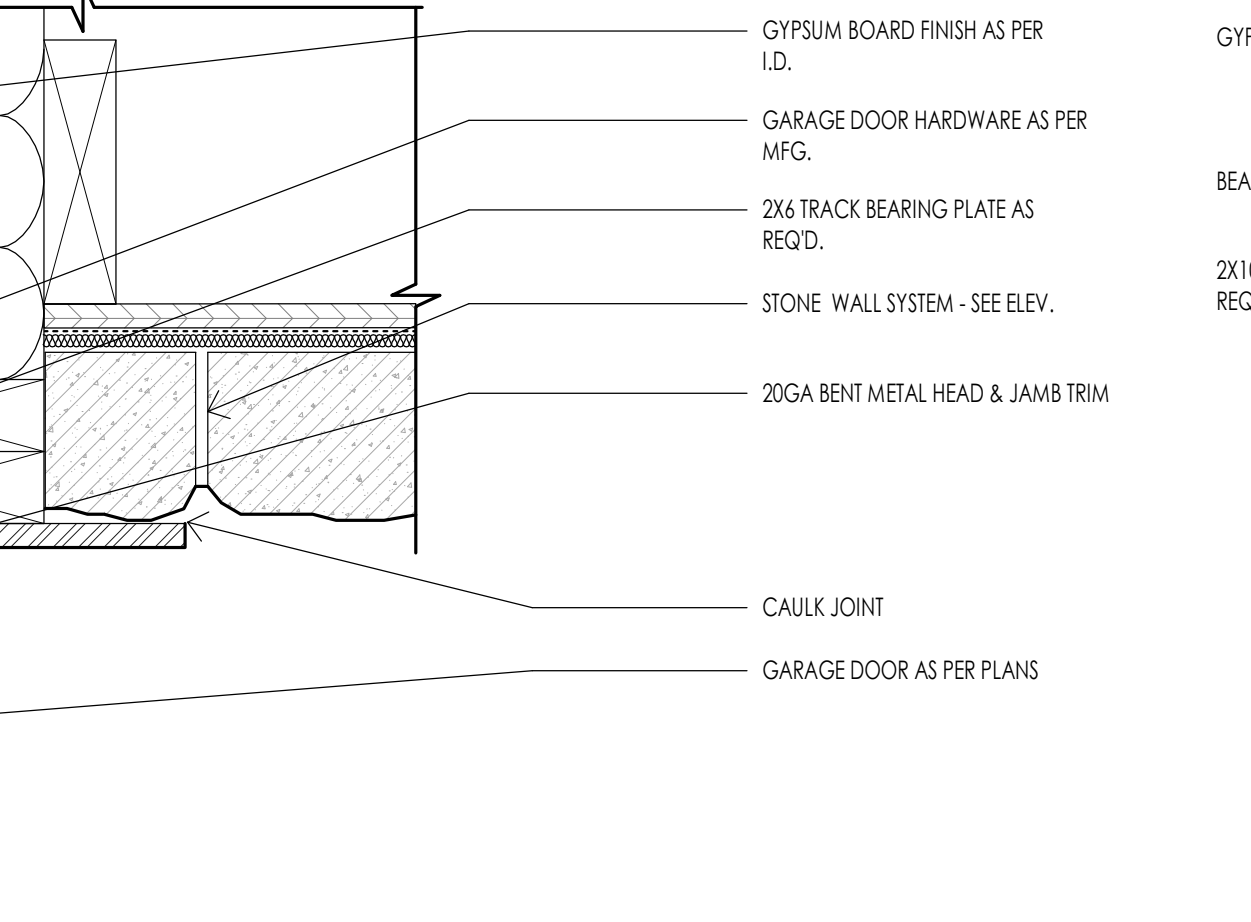 GYPSUM BOARD FINISH AS PER
I.D.
GARAGE DOOR HARDWARE AS PER
MFG.
2X6 TRACK BEARING PLATE AS
REQ'D.
STONE  WALL SYSTEM - SEE ELEV.
20GA BENT METAL HEAD & JAMB TRIM
CAULK JOINT
GARAGE DOOR AS PER PLANS